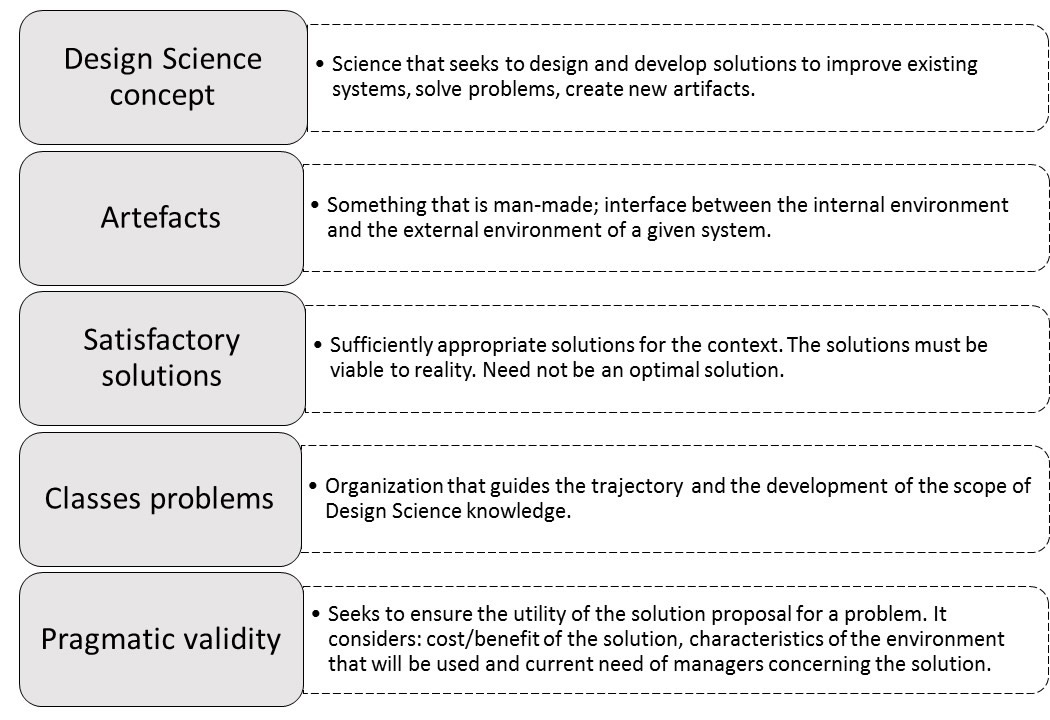 Design Science
concept
• Science that seeks to design and develop solutions to improve existing
systems, solve problems, create new artifacts.
Artefacts
• Something that is man-made; interface between the internal environment
and the external environment of a given system.
Satisfactory
solutions
• Sufficiently appropriate solutions for the context. The solutions must be
viable to reality. Need not be an optimal solution.
Classes problems
• Organization that guides the trajectory and the development of the scope of
Design Science knowledge.
Pragmatic validity
• Seeks to ensure the utility of the solution proposal for a problem. It
considers: cost/benefit of the solution, characteristics of the environment
that will be used and current need of managers concerning the solution.